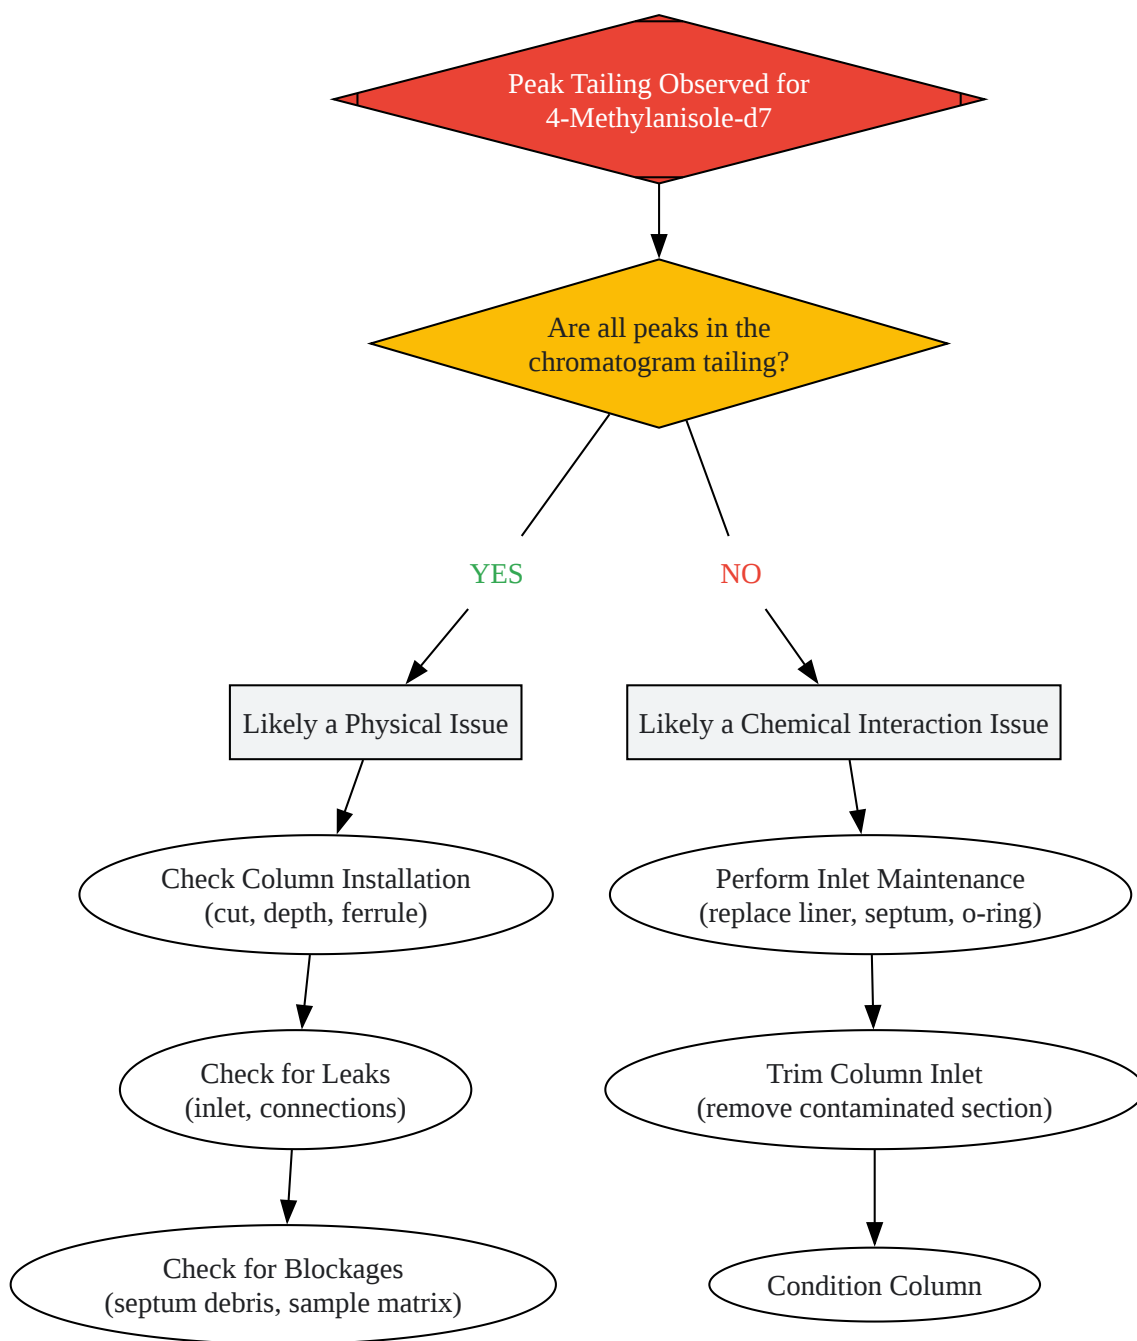 Peak Tailing Observed for
4-Methylanisole-d7
Are all peaks in the
chromatogram tailing?
YES
NO
Likely a Physical Issue
Likely a Chemical Interaction Issue
Check Column Installation
(cut, depth, ferrule)
Perform Inlet Maintenance
(replace liner, septum, o-ring)
Check for Leaks
(inlet, connections)
Trim Column Inlet
(remove contaminated section)
Check for Blockages
(septum debris, sample matrix)
Condition Column